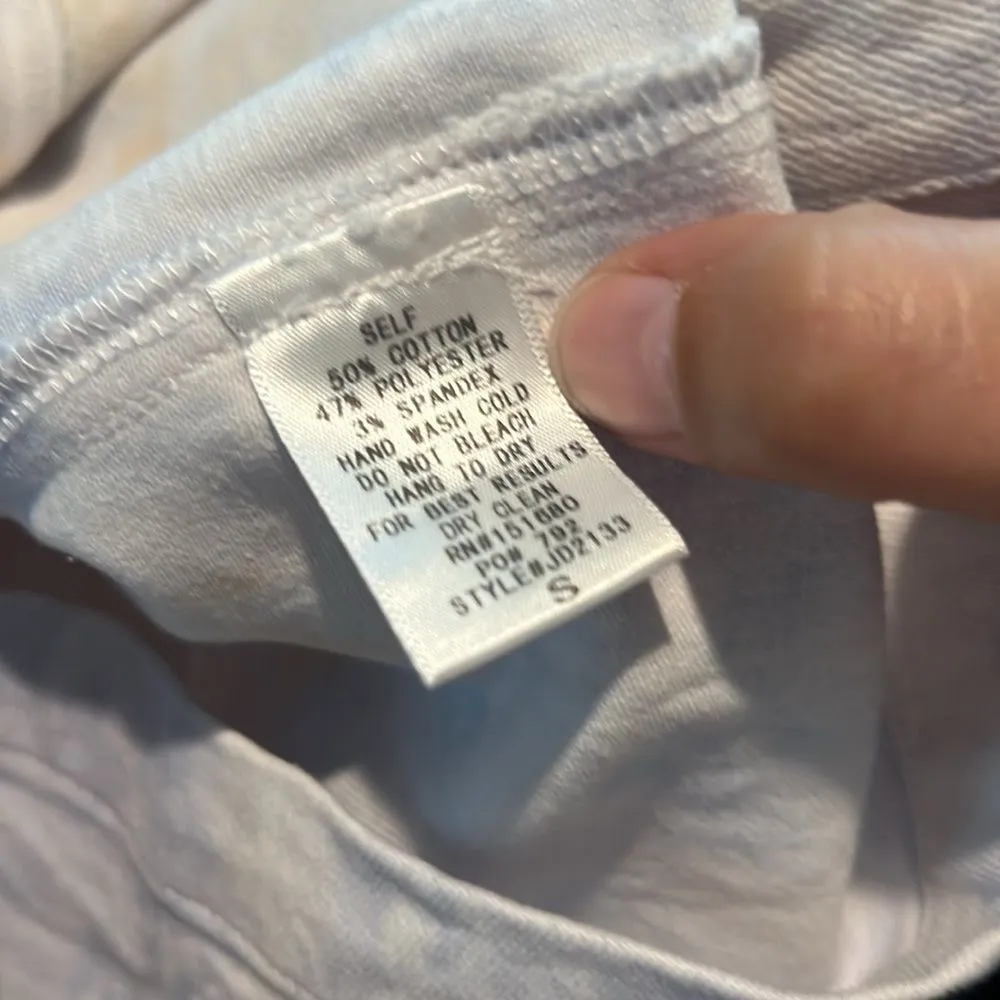 SELF
50% COTTON
47% POLYESTER
3% SPANDEX
HAND WASH COLD
DO NOT BLEACH
HANG TO DRY
FOR BEST RESULTS
DRY CLEAN
RN#151680
PO# 792
STYLE#JD2133
S